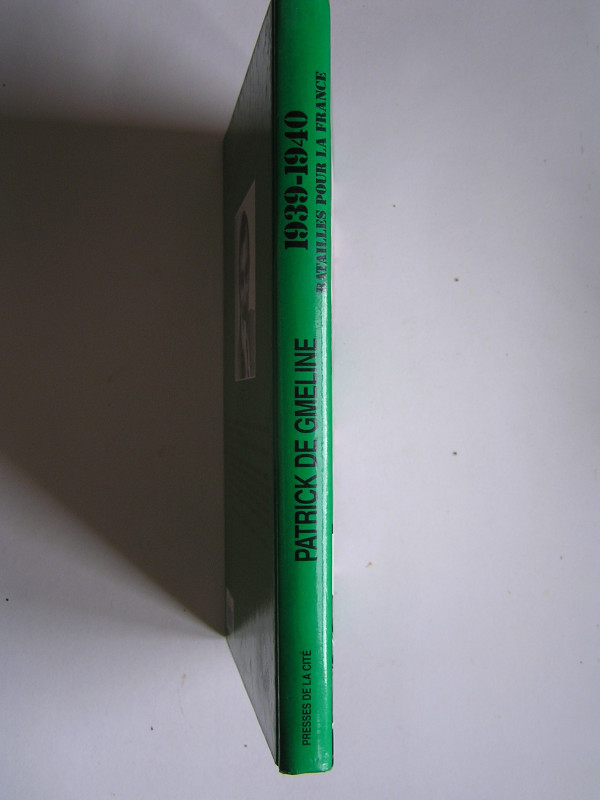 PRESSES DE LA CITÉ
PATRICK DE GMELINE
1939-1940
BATAILLES POUR LA FRANCE